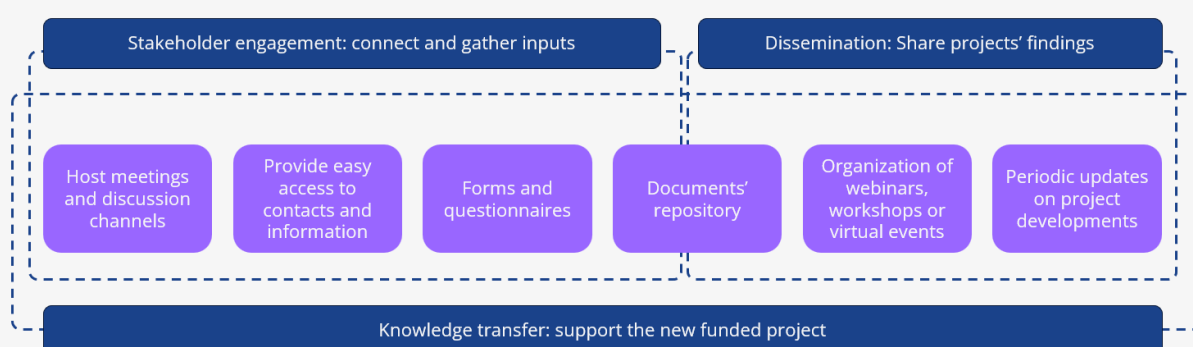 Stakeholder engagement: connect and gather inputs
Dissemination: Share projects' findings
Host meetings
and discussion
channels
Provide easy
access to
contacts and
information
Forms and
questionnaires
Documents’
repository
Organization of
webinars,
workshops or
virtual events
Periodic updates
on project
developments
Knowledge transfer: support the new funded project